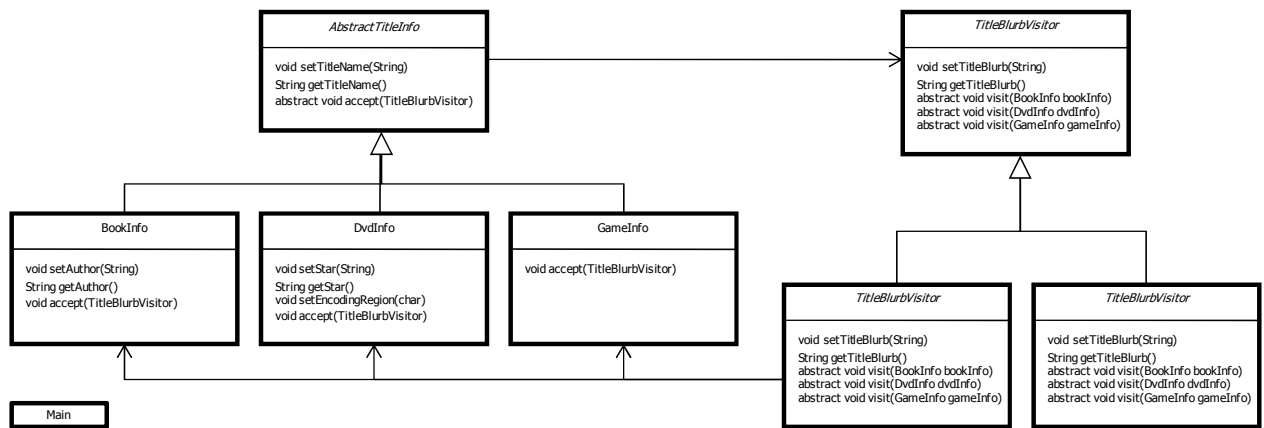 AbstractTitleInfo
void setTitleName(String)
String getTitleName()
abstract void accept(TitleBlurbVisitor)
TitleBlurbVisitor
void setTitleBlurb(String)
String getTitleBlurb()
abstract void visit(BookInfo bookInfo)
abstract void visit(DvdInfo dvdInfo)
abstract void visit(GameInfo gameInfo)
BookInfo
void setAuthor(String)
String getAuthor()
void accept(TitleBlurbVisitor)
DvdInfo
void setStar(String)
String getStar()
void setEncodingRegion(char)
void accept(TitleBlurbVisitor)
GameInfo
void accept(TitleBlurbVisitor)
TitleBlurbVisitor
void setTitleBlurb(String)
String getTitleBlurb()
abstract void visit(BookInfo bookInfo)
abstract void visit(DvdInfo dvdInfo)
abstract void visit(GameInfo gameInfo)
TitleBlurbVisitor
void setTitleBlurb(String)
String getTitleBlurb()
abstract void visit(BookInfo bookInfo)
abstract void visit(DvdInfo dvdInfo)
abstract void visit(GameInfo gameInfo)
Main